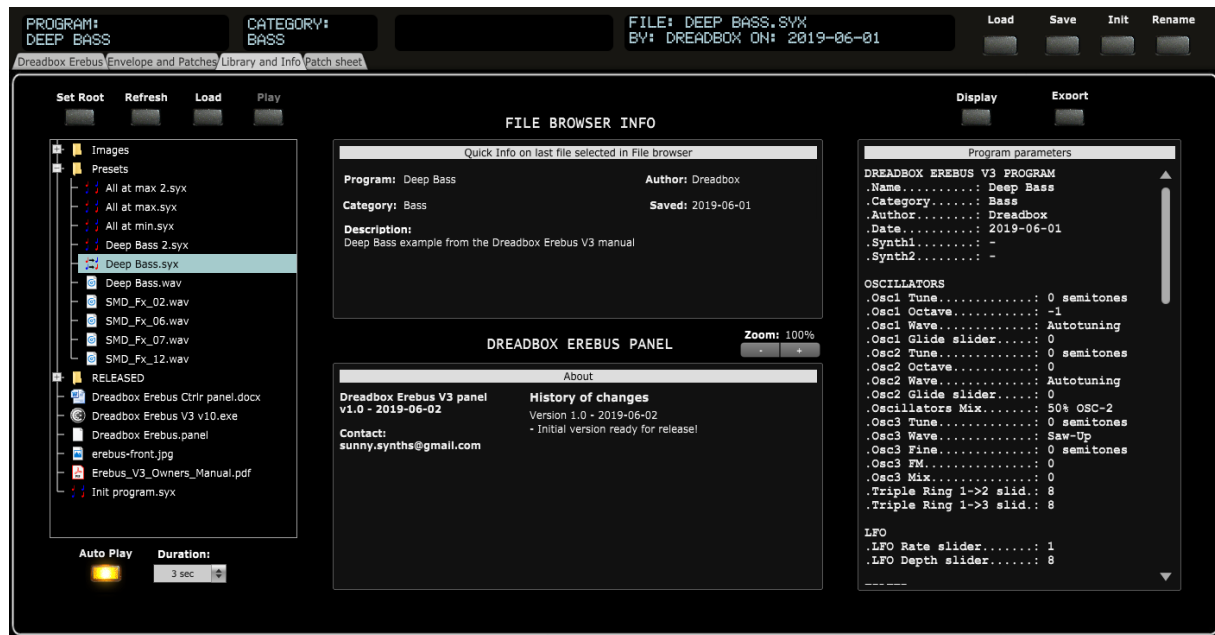 PROGRAM:
DEEP BASS
CATEGORY:
BASS
FILE: DEEP BASS.SYX
BY: DREADBOX ON: 2019-06-01
Load Save Init Rename
Dreadbox Erebus Envelope and Patches Library and Info Patch sheet
Set Root Refresh Load Play
Images
Presets
All at max 2.syx
All at max.syx
All at min.syx
Deep Bass 2.syx
Deep Bass.syx
Deep Bass.wav
SMD_Fx_02.wav
SMD_Fx_06.wav
SMD_Fx_07.wav
SMD_Fx_12.wav
RELEASED
Dreadbox Erebus Ctrlr panel.docx
Dreadbox Erebus V3 v10.exe
Dreadbox Erebus.panel
erebus-front.jpg
Erebus_V3_Owners_Manual.pdf
Init program.syx
Auto Play Duration:
3 sec
FILE BROWSER INFO
Quick Info on last file selected in File browser
Program: Deep Bass Author: Dreadbox
Category: Bass Saved: 2019-06-01
Description:
Deep Bass example from the Dreadbox Erebus V3 manual
DREADBOX EREBUS PANEL
Zoom: 100%
- +
About
Dreadbox Erebus V3 panel
v1.0 - 2019-06-02
Contact:
sunny.synths@gmail.com
History of changes
Version 1.0 - 2019-06-02
- Initial version ready for release!
Display Export
Program parameters
DREADBOX EREBUS V3 PROGRAM
.Name..........: Deep Bass
.Category......: Bass
.Author........: Dreadbox
.Date..........: 2019-06-01
.Synth1........: -
.Synth2........: -
OSCILLATORS
.Osc1 Tune.............: 0 semitones
.Osc1 Octave...........: -1
.Osc1 Wave.............: Autotuning
.Osc1 Glide slider.....: 0
.Osc2 Tune.............: 0 semitones
.Osc2 Octave...........: 0
.Osc2 Wave.............: Autotuning
.Osc2 Glide slider.....: 0
.Oscillators Mix.......: 50% OSC-2
.Osc3 Tune.............: 0 semitones
.Osc3 Wave.............: Saw-Up
.Osc3 Fine.............: 0 semitones
.Osc3 FM...............: 0
.Osc3 Mix..............: 0
.Triple Ring 1->2 slid.: 8
.Triple Ring 1->3 slid.: 8
LFO
.LFO Rate slider.......: 1
.LFO Depth slider......: 8